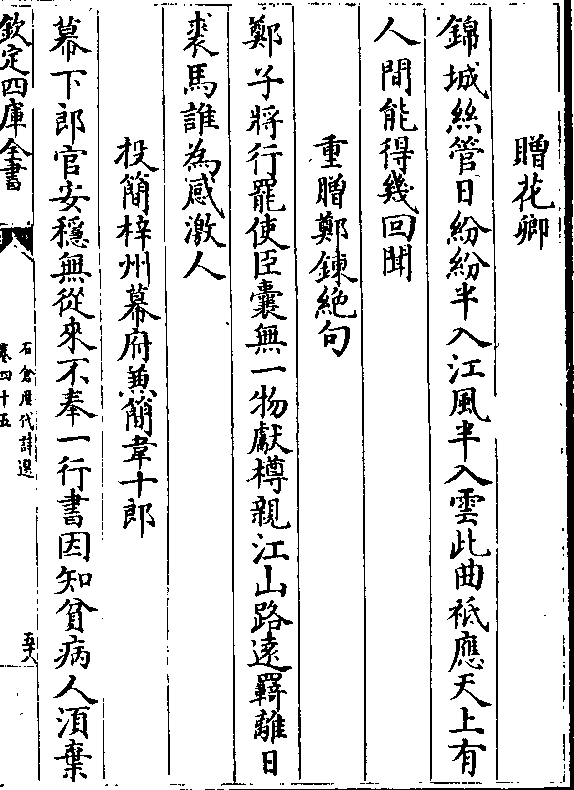 贈花卿
錦城絲管日紛紛半入江風半入雲此曲祗應天上有
人間能得幾回聞
重贈鄭鍊絶句
鄭子將行罷使臣囊無一物獻樽親江山路遠羇離日
裘馬誰為感激人
投簡梓州幕府兼簡韋十郎
幕下郎官安穩無從來不奉一行書因知貧病人湏棄
欽定四庫全書
石倉歴代詩選
卷四十五